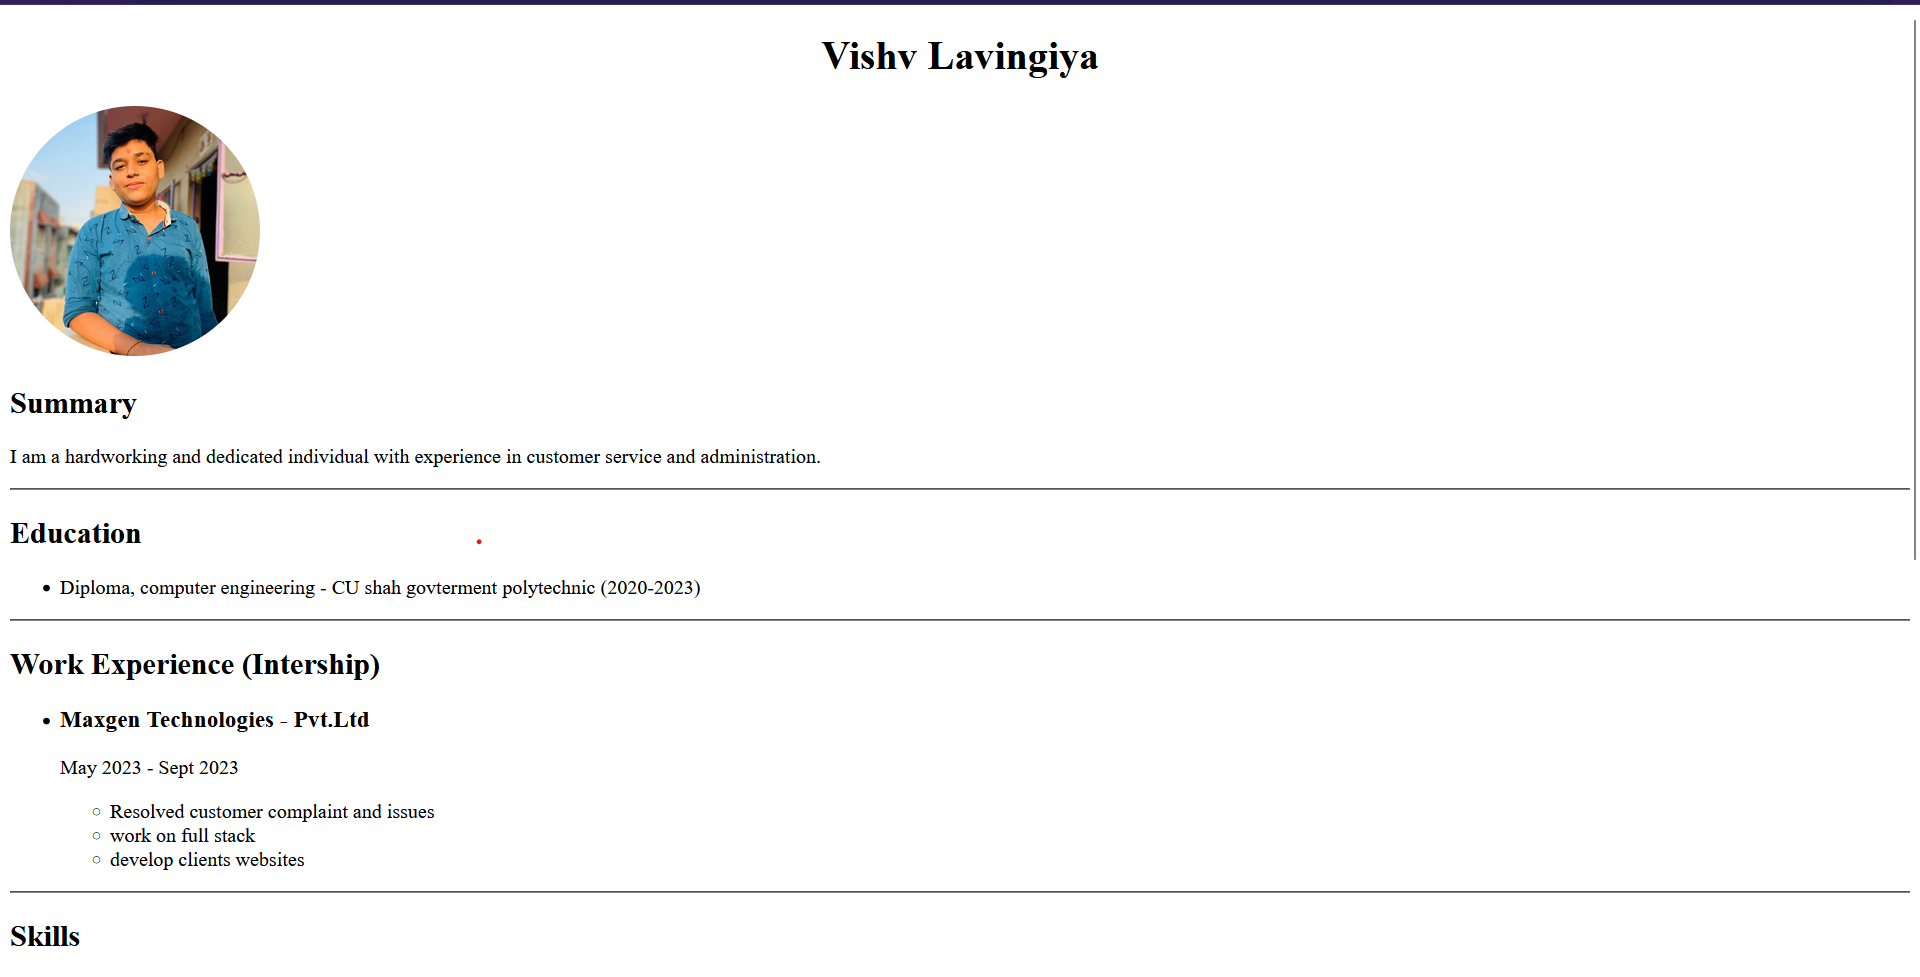 Vishv Lavingiya
Summary
I am a hardworking and dedicated individual with experience in customer service and administration.
Education
Diploma, computer engineering - CU shah govterment polytechnic (2020-2023)
Work Experience (Intership)
Maxgen Technologies - Pvt.Ltd
May 2023 - Sept 2023
Resolved customer complaint and issues
work on full stack
develop clients websites
Skills